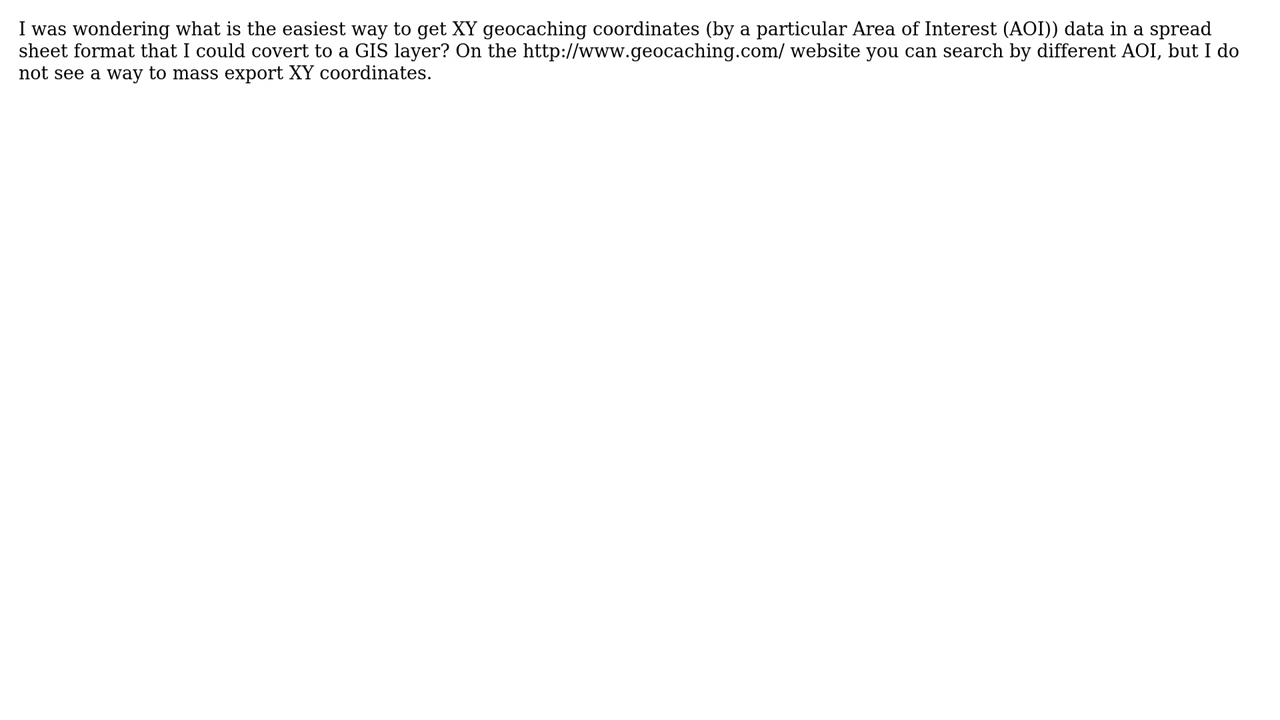 I was wondering what is the easiest way to get XY geocaching coordinates (by a particular Area of Interest (AOI)) data in a spread
sheet format that I could covert to a GIS layer? On the http://www.geocaching.com/ website you can search by different AOI, but I do
not see a way to mass export XY coordinates.